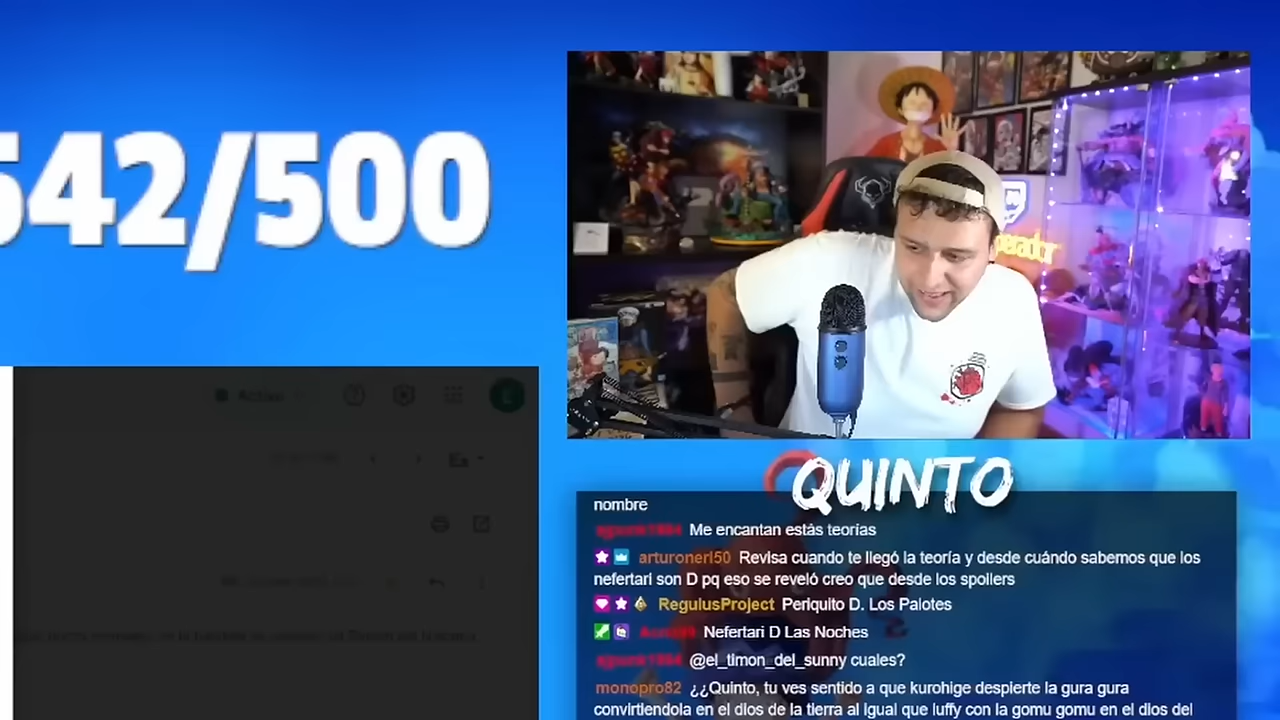 542/500
perador
QUINTO
nombre
Me encantan estás teorías
arturonerl50 Revisa cuando te llegó la teoría y desde cuándo sabemos que los
nefertari son D pq eso se reveló creo que desde los spoilers
RegulusProject Periquito D. Los Palotes
Nefertari D Las Noches
@el_timon_del_sunny cuales?
monopro82 ¿¿Quinto, tu ves sentido a que kurohige despierte la gura gura
convirtiendola en el dios de la tierra al igual que luffy con la gomu gomu en el dios del